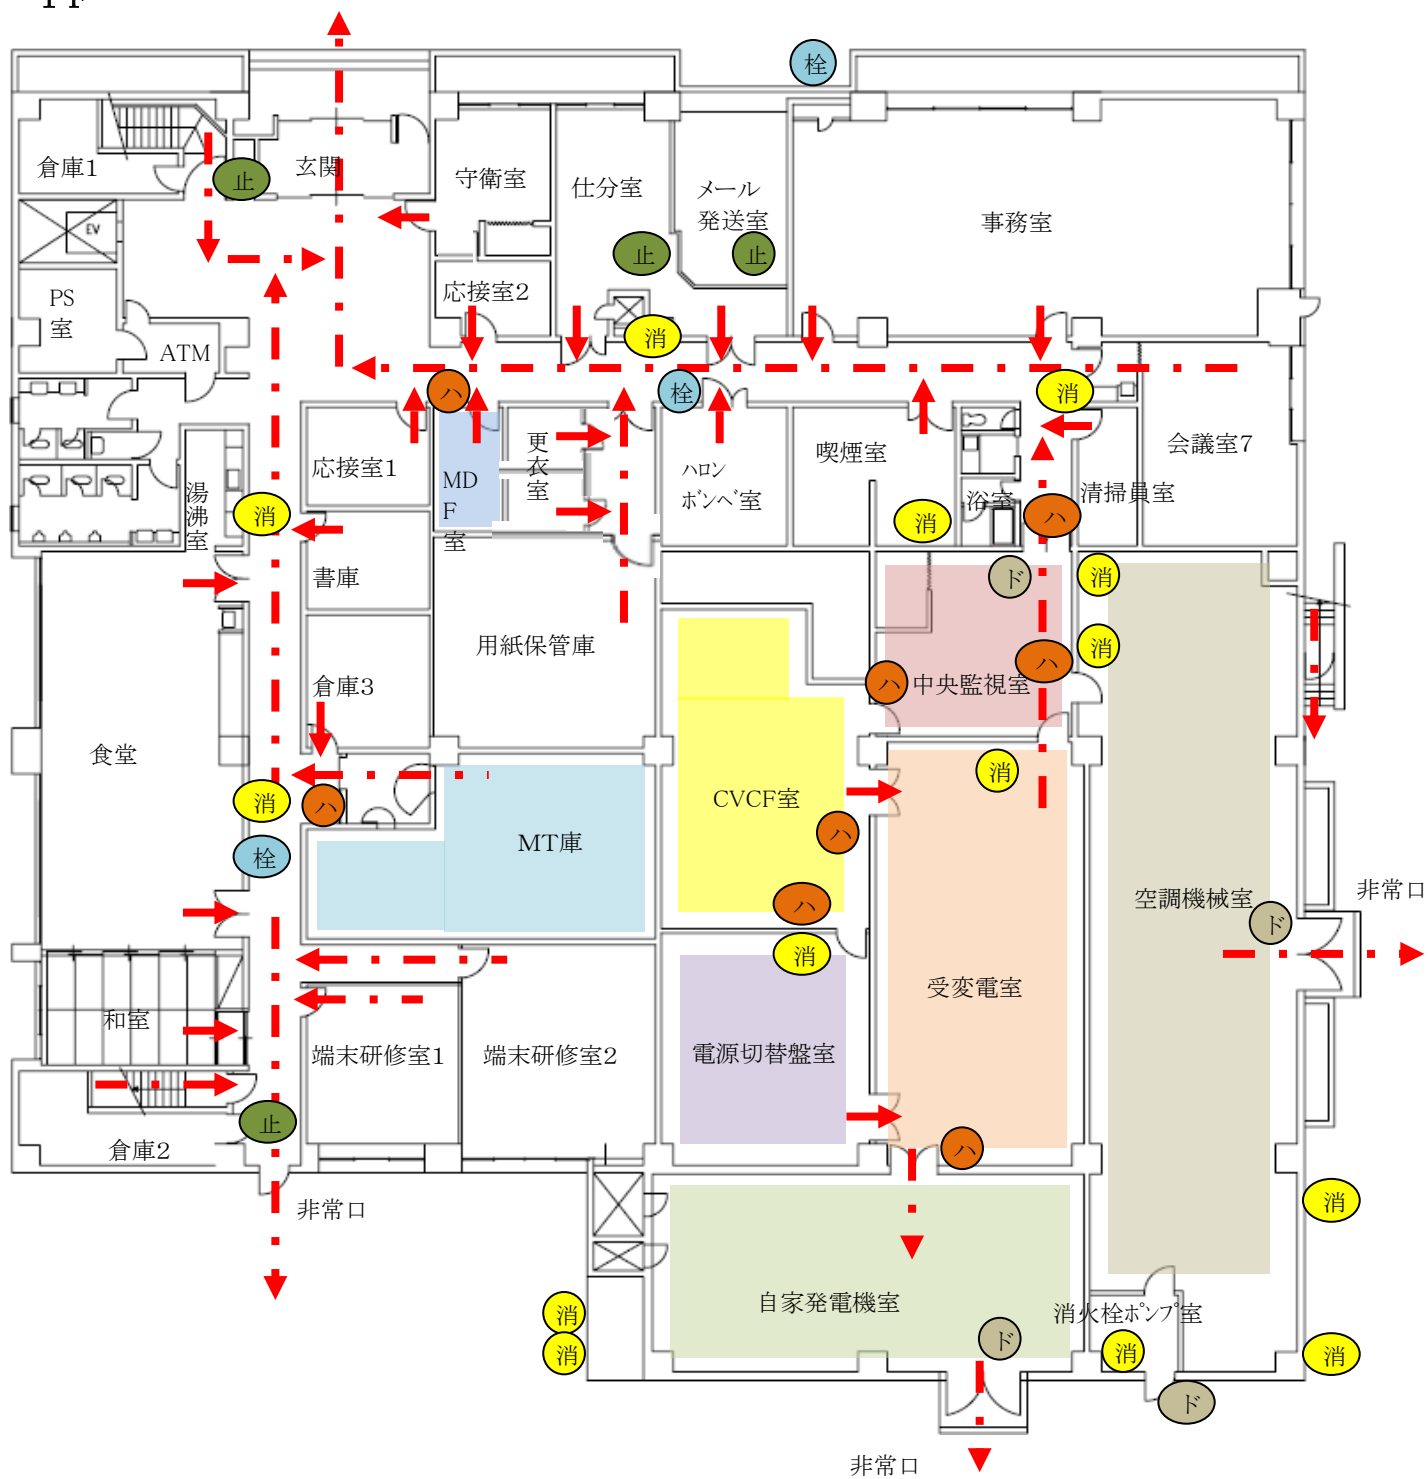 栓
倉庫1
止
玄関
守衛室
仕分室
メール
発送室
事務室
EV
止
止
PS
室
応接室2
消
ATM
ハ
栓
消
応接室1
MD
F
室
更
衣
室
ハロン
ボンベ室
喫煙室
会議室7
湯
沸
室
消
消
浴室
ハ
清掃員室
書庫
ド
消
用紙保管庫
消
倉庫3
ハ
中央監視室
ハ
食堂
消
ハ
CVCF室
消
MT庫
ハ
栓
空調機械室
非常口
ハ
ド
消
和室
受変電室
端末研修室1
端末研修室2
電源切替盤室
止
倉庫2
ハ
非常口
消
自家発電機室
消火栓ポンプ室
消
消
ド
消
消
ド
非常口